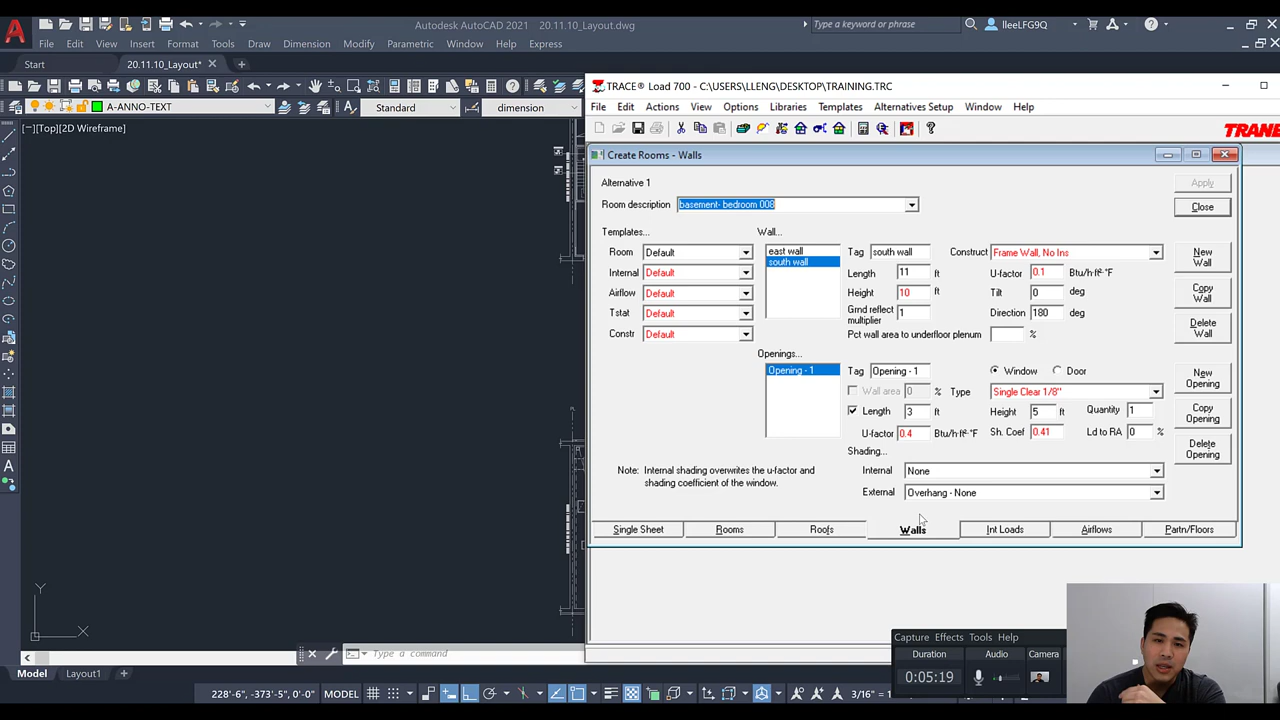 Autodesk AutoCAD 2021 20.11.10_Layout.dwg
Type a keyword or phrase
lleeLFG9Q
File Edit View Insert Format Tools Draw Dimension Modify Parametric Window Help Express
Start
20.11.10_Layout*
A-ANNO-TEXT
Standard
dimension
[-][Top][2D Wireframe]
TRACE® Load 700 - C:\USERS\LLENG\DESKTOP\TRAINING.TRC
File Edit Actions View Options Libraries Templates Alternatives Setup Window Help
TRANE
Create Rooms - Walls
Alternative 1
Apply
Room description basement- bedroom 008
Close
Templates...
Wall...
Room Default
Internal Default
Airflow Default
Tstat Default
Constr Default
east wall
south wall
Tag south wall
Construct Frame Wall, No Ins
Length 11 ft
U-factor 0.1 Btu/h·ft²·°F
Height 10 ft
Tilt 0 deg
Grnd reflect multiplier 1
Direction 180 deg
Pct wall area to underfloor plenum %
New Wall
Copy Wall
Delete Wall
Openings...
Opening - 1
Tag Opening - 1
Window Door
Wall area 0 %
Type Single Clear 1/8"
Length 3 ft
Height 5 ft
Quantity 1
U-factor 0.4 Btu/h·ft²·°F
Sh. Coef 0.41
Ld to RA 0 %
New Opening
Copy Opening
Delete Opening
Shading...
Note: Internal shading overwrites the u-factor and
shading coefficient of the window.
Internal None
External Overhang - None
Single Sheet Rooms Roofs Walls Int Loads Airflows Partn/Floors
Y
X
Type a command
Capture Effects Tools Help
Duration Audio Camera
0:05:19
Model Layout1
228'-6", -373'-5", 0'-0" MODEL
3/16" = 1